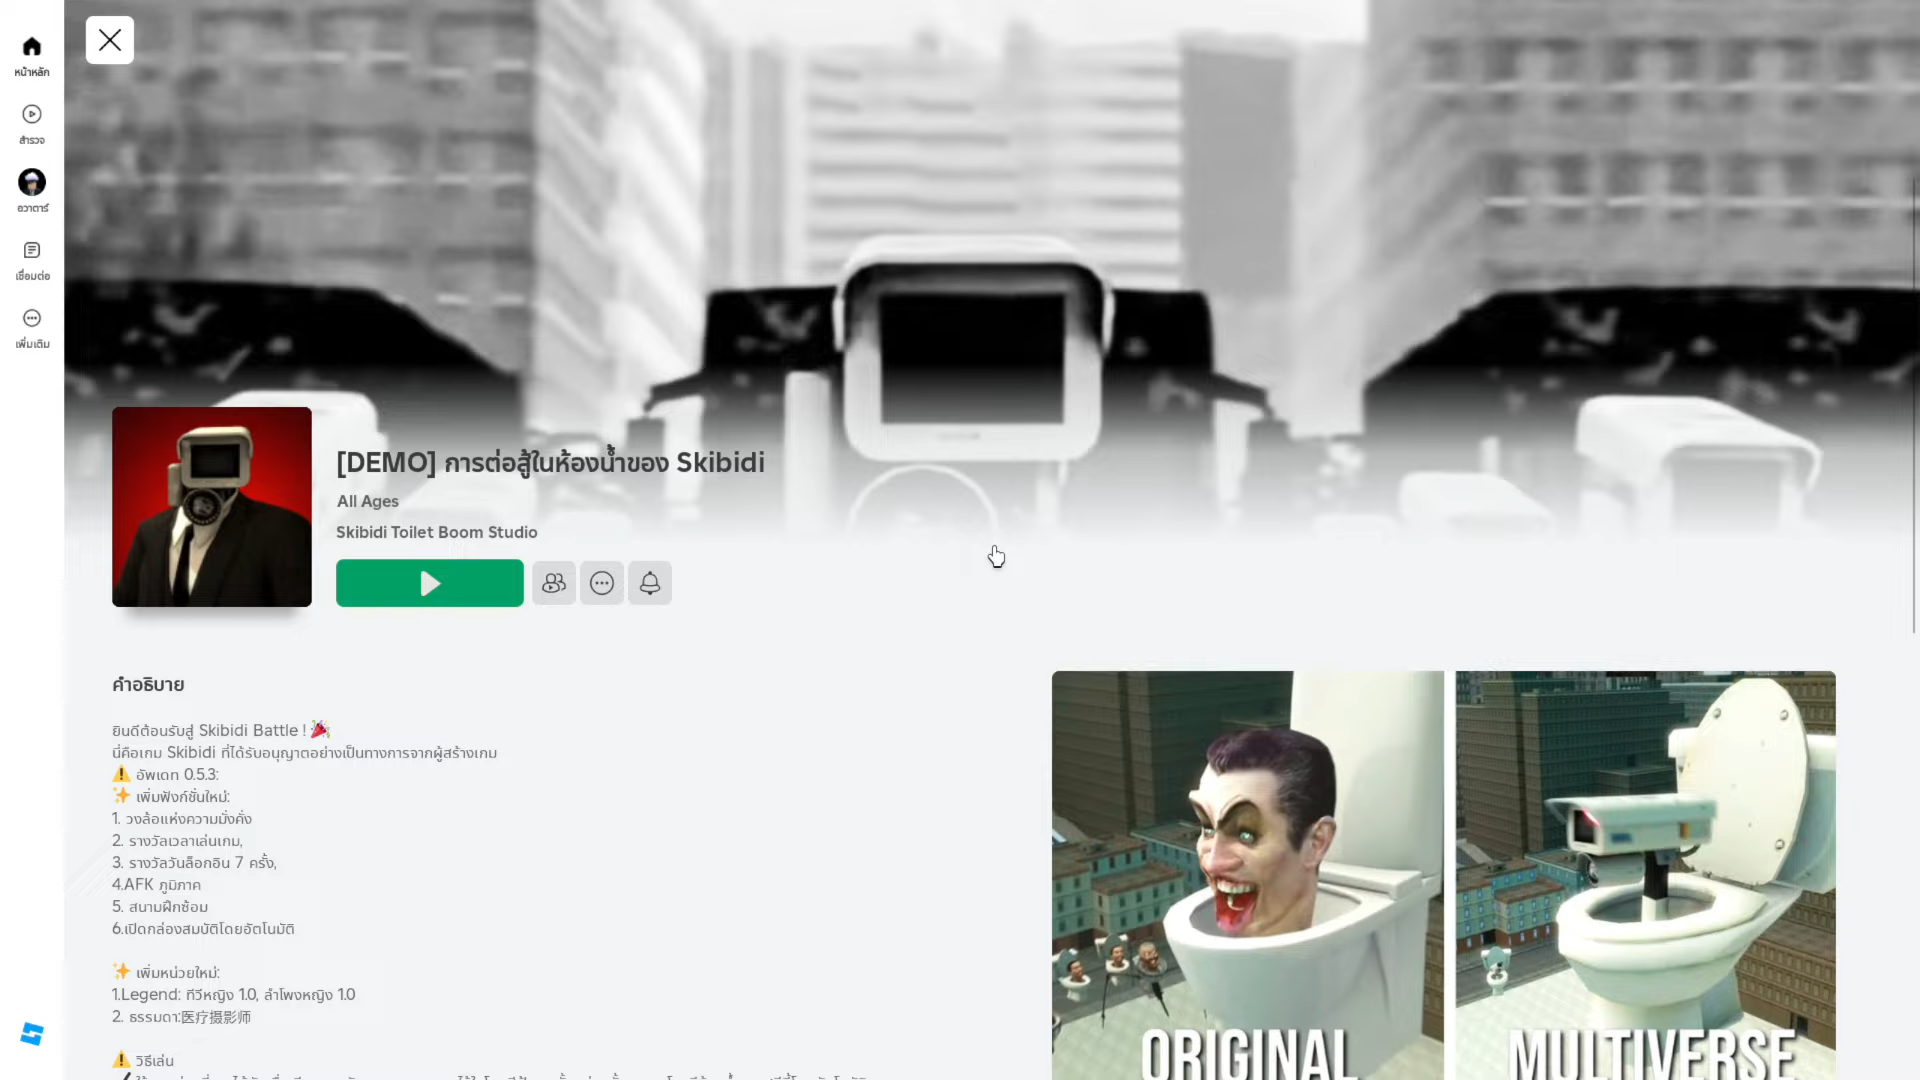 หน้าหลัก
สำรวจ
อวาตาร์
เชื่อมต่อ
เพิ่มเติม
[DEMO] การต่อสู้ในห้องน้ำของ Skibidi
All Ages
Skibidi Toilet Boom Studio
คำอธิบาย
ยินดีต้อนรับสู่ Skibidi Battle ! 🎉
นี่คือเกม Skibidi ที่ได้รับอนุญาตอย่างเป็นทางการจากผู้สร้างเกม
⚠️ อัพเดท 0.5.3:
✨ เพิ่มฟังก์ชั่นใหม่:
1. วงล้อแห่งความมั่งคั่ง
2. รางวัลเวลาเล่นเกม,
3. รางวัลวันล็อกอิน 7 ครั้ง,
4.AFK ภูมิภาค
5. สนามฝึกซ้อม
6.เปิดกล่องสมบัติโดยอัตโนมัติ
✨ เพิ่มหน่วยใหม่:
1.Legend: ทีวีหญิง 1.0, ลำโพงหญิง 1.0
2. ธรรมดา:医疗摄影师
⚠️ วิธีเล่น
ORIGINAL
MULTIVERSE